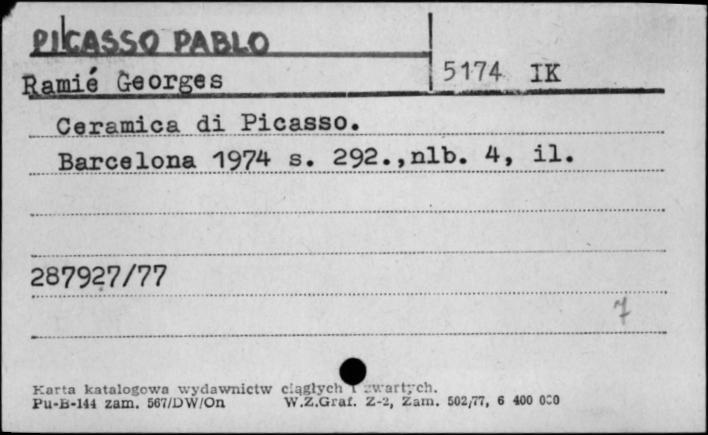 PICASSO PABLO
Ramié Georges
5174 IK
Ceramica di Picasso.
Barcelona 1974 s. 292.,nlb. 4, il.
287927/77
7
Karta katalogowa wydawnictw ciągłych i zwartych.
Pu-B-144 zam. 567/DW/On W.Z.Graf. Z-2, Zam. 502/77, 6 400 000